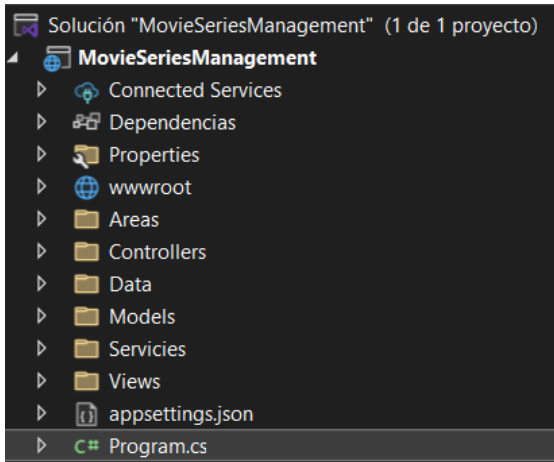 Solución "MovieSeriesManagement" (1 de 1 proyecto)
MovieSeriesManagement
Connected Services
Dependencias
Properties
wwwroot
Areas
Controllers
Data
Models
Servicies
Views
appsettings.json
C# Program.cs